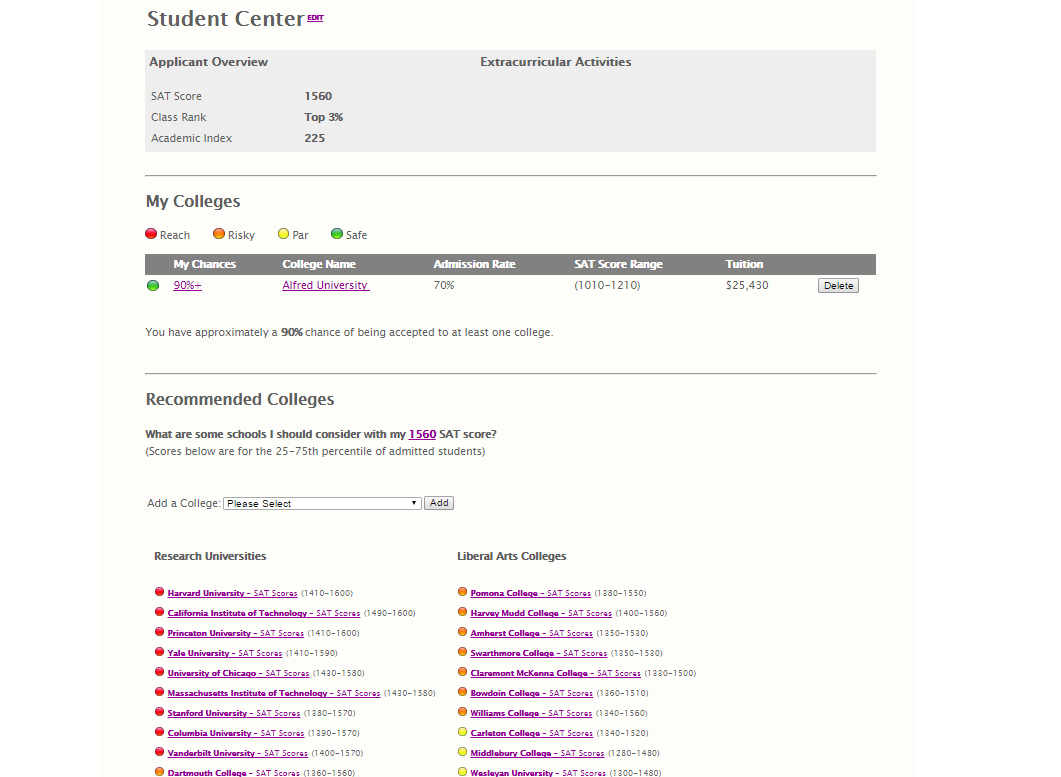 Student Center EDIT
Applicant Overview Extracurricular Activities
SAT Score 1560
Class Rank Top 3%
Academic Index 225
My Colleges
Reach Risky Par Safe
My Chances College Name Admission Rate SAT Score Range Tuition
90%+ Alfred University 70% (1010-1210) $25,430 Delete
You have approximately a 90% chance of being accepted to at least one college.
Recommended Colleges
What are some schools I should consider with my 1560 SAT score?
(Scores below are for the 25-75th percentile of admitted students)
Add a College: Please Select Add
Research Universities Liberal Arts Colleges
Harvard University - SAT Scores (1410-1600) Pomona College - SAT Scores (1380-1550)
California Institute of Technology - SAT Scores (1490-1600) Harvey Mudd College - SAT Scores (1400-1560)
Princeton University - SAT Scores (1410-1600) Amherst College - SAT Scores (1350-1530)
Yale University - SAT Scores (1410-1590) Swarthmore College - SAT Scores (1350-1530)
University of Chicago - SAT Scores (1430-1580) Claremont McKenna College - SAT Scores (1330-1500)
Massachusetts Institute of Technology - SAT Scores (1430-1580) Bowdoin College - SAT Scores (1360-1510)
Stanford University - SAT Scores (1380-1570) Williams College - SAT Scores (1340-1560)
Columbia University - SAT Scores (1390-1570) Carleton College - SAT Scores (1340-1520)
Vanderbilt University - SAT Scores (1400-1570) Middlebury College - SAT Scores (1280-1480)
Dartmouth College - SAT Scores (1360-1560) Wesleyan University - SAT Scores (1300-1480)